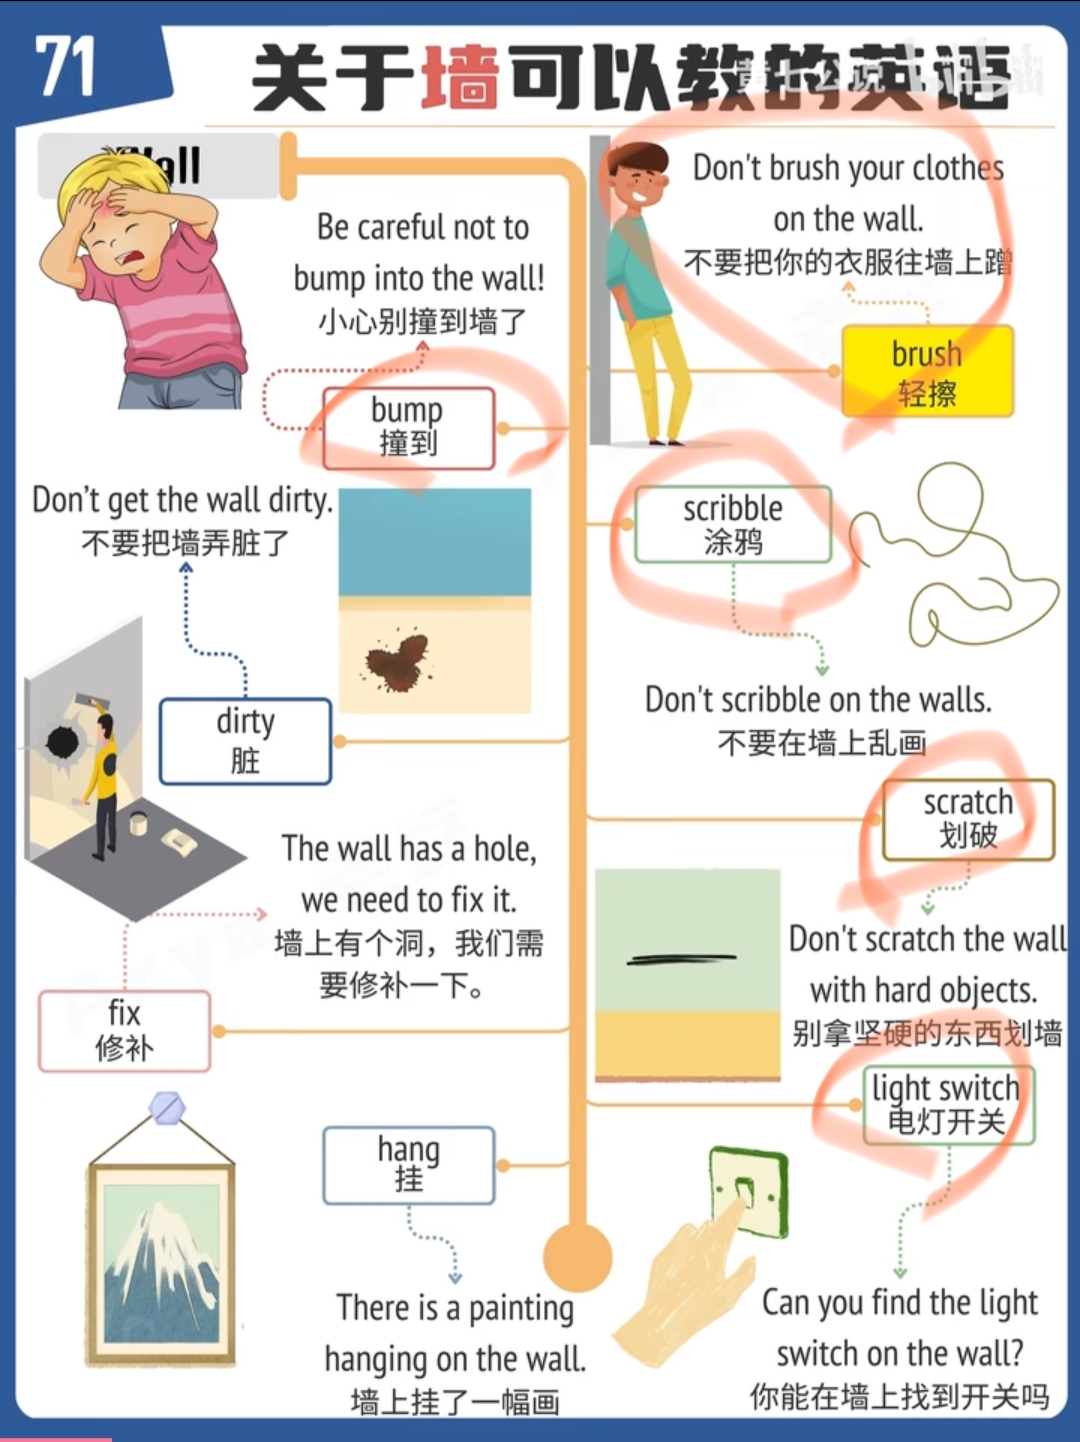 71
关于墙可以教的英语
黄七公说
Wall
Be careful not to
bump into the wall!
小心别撞到墙了
bump
撞到
Don't brush your clothes
on the wall.
不要把你的衣服往墙上蹭
brush
轻擦
Don’t get the wall dirty.
不要把墙弄脏了
dirty
脏
scribble
涂鸦
Don't scribble on the walls.
不要在墙上乱画
scratch
划破
Don't scratch the wall
with hard objects.
别拿坚硬的东西划墙
The wall has a hole,
we need to fix it.
墙上有个洞，我们需
要修补一下。
fix
修补
light switch
电灯开关
Can you find the light
switch on the wall?
你能在墙上找到开关吗
hang
挂
There is a painting
hanging on the wall.
墙上挂了一幅画